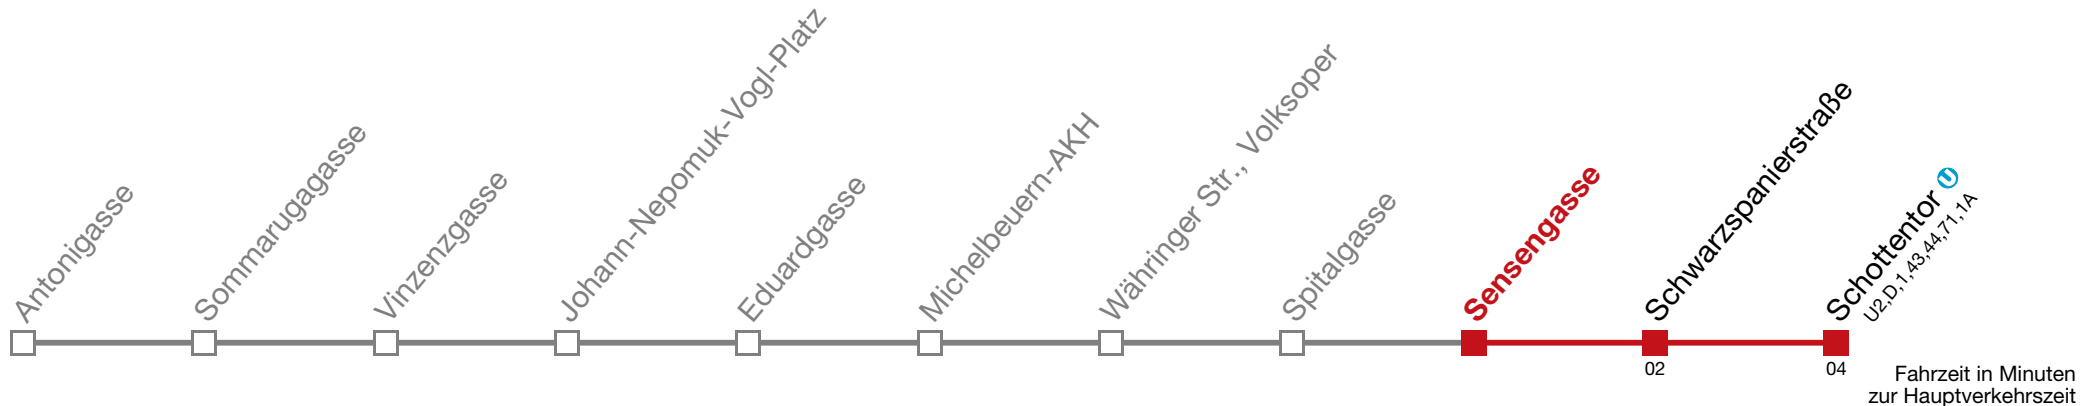 Antonigasse
Sommarugagasse
Vinzenzgasse
Johann-Nepomuk-Vogl-Platz
Eduardgasse
Michelbeuern-AKH
Währinger Str., Volksoper
Spitalgasse
Sensengasse
Schwarzspanierstraße
Schottentor U
U2,D,1,43,44,71,1A
02
04
Fahrzeit in Minuten
zur Hauptverkehrszeit